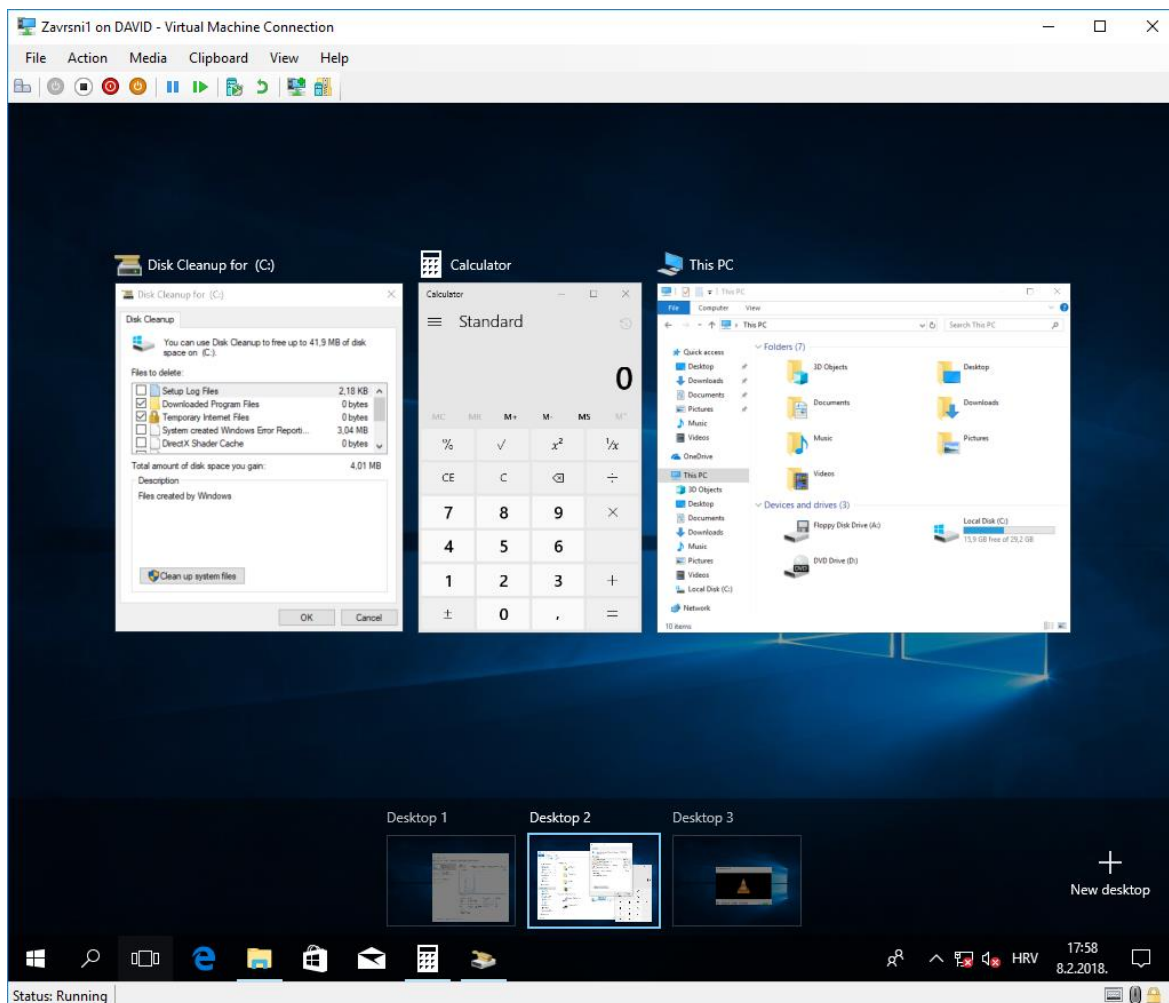 Zavrsni1 on DAVID - Virtual Machine Connection
File Action Media Clipboard View Help
Disk Cleanup for (C:)
Disk Cleanup for (C:)
Disk Cleanup
You can use Disk Cleanup to free up to 41,9 MB of disk
space on (C:).
Files to delete:
Setup Log Files 2,18 KB
Downloaded Program Files 0 bytes
Temporary Internet Files 0 bytes
System created Windows Error Reporti... 3,04 MB
DirectX Shader Cache 0 bytes
Total amount of disk space you gain: 4,01 MB
Description
Files created by Windows
Clean up system files
OK Cancel
Calculator
Calculator
Standard
0
MC MR M+ M- MS M˅
% √ x² ¹/x
CE C ⌫ ÷
7 8 9 ×
4 5 6
1 2 3 +
± 0 , =
This PC
This PC
File Computer View
This PC Search This PC
Quick access
Desktop
Downloads
Documents
Pictures
Music
Videos
OneDrive
This PC
3D Objects
Desktop
Documents
Downloads
Music
Pictures
Videos
Local Disk (C:)
Network
Folders (7)
3D Objects Desktop
Documents Downloads
Music Pictures
Videos
Devices and drives (3)
Floppy Disk Drive (A:) Local Disk (C:)
15,9 GB free of 29,2 GB
DVD Drive (D:)
DVD
10 items
Desktop 1 Desktop 2 Desktop 3
New desktop
HRV
17:58
8.2.2018.
Status: Running